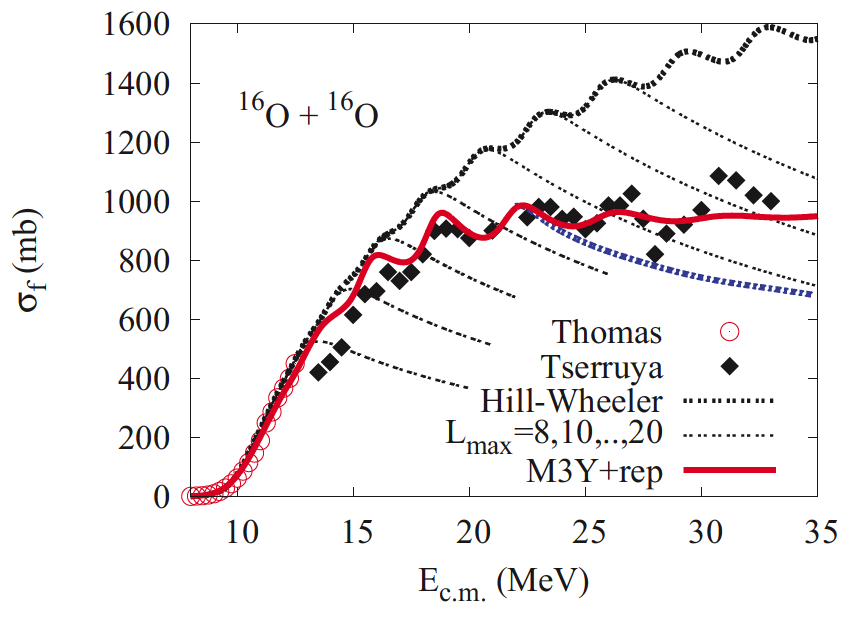 1600
1400
1200
1000
800
600
400
200
0
σf (mb)
16O + 16O
Thomas
Tserruya
Hill-Wheeler
Lmax=8,10,..,20
M3Y+rep
10 15 20 25 30 35
Ec.m. (MeV)